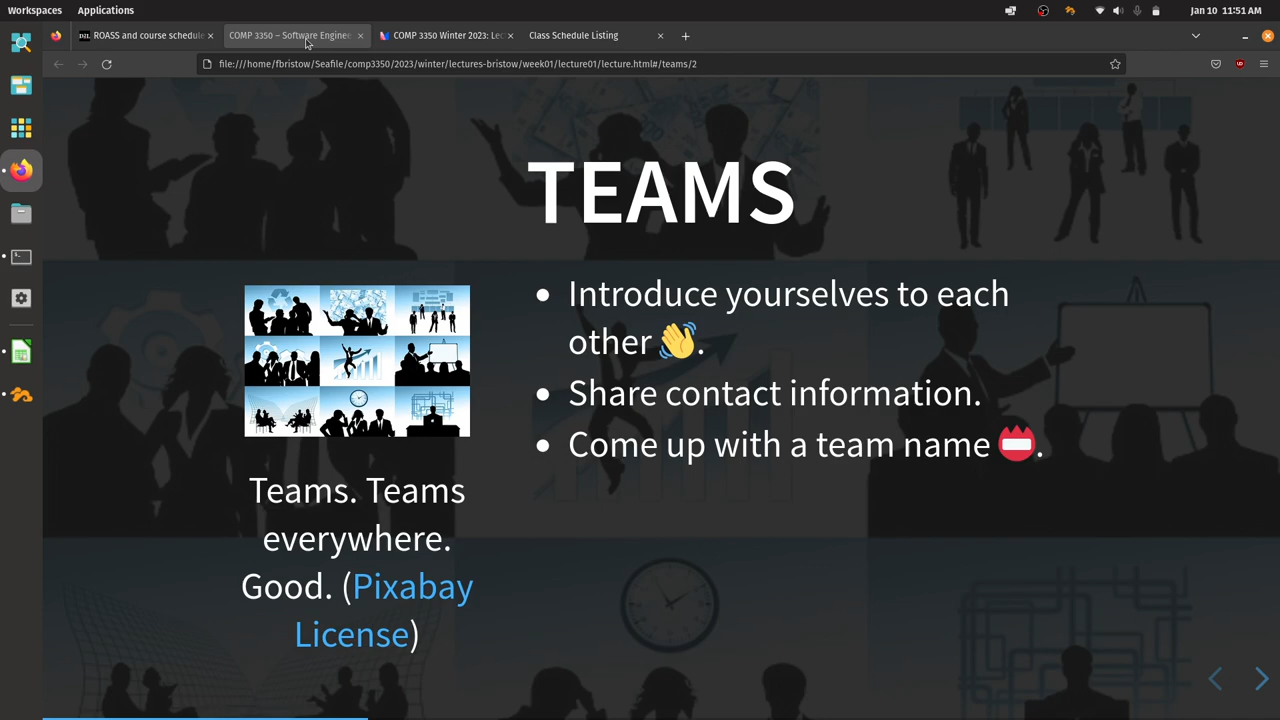 Workspaces Applications Jan 10 11:51 AM
D2L ROASS and course schedule COMP 3350 – Software Enginee COMP 3350 Winter 2023: Lec Class Schedule Listing
file:///home/fbristow/Seafile/comp3350/2023/winter/lectures-bristow/week01/lecture01/lecture.html#/teams/2
TEAMS
• Introduce yourselves to each
other 👋.
• Share contact information.
• Come up with a team name 📛.
Teams. Teams
everywhere.
Good. (Pixabay
License)